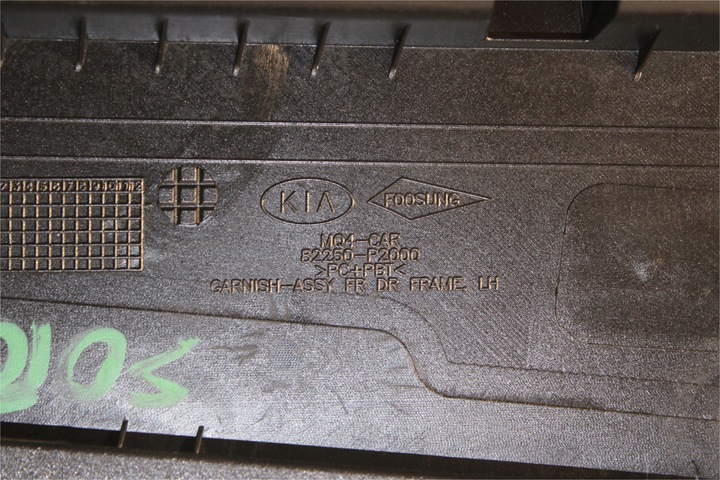 KIA FOOSUNG
MQ4-CAR
82250-P2000
>PC+PBT<
GARNISH-ASSY FR DR FRAME, LH